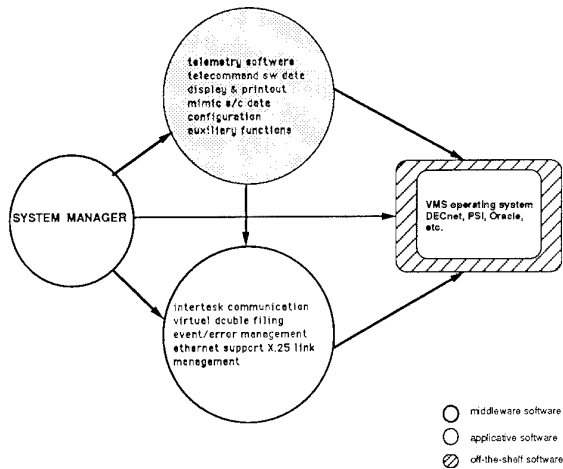 telemetry software
telecommand sw date
display & printout
mimic s/c date
configuration
auxiliary functions
SYSTEM MANAGER
VMS operating system
DECnet, PSI, Oracle,
etc.
intertask communication
virtual double filing
event/error management
ethernet support X.25 link
management
middleware software
applicative software
off-the-shelf software